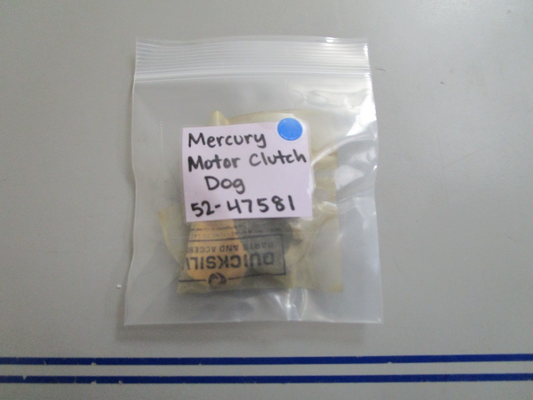 Mercury
Motor Clutch
Dog
52-47581
PARTS AND ACCES
QUICKSIL